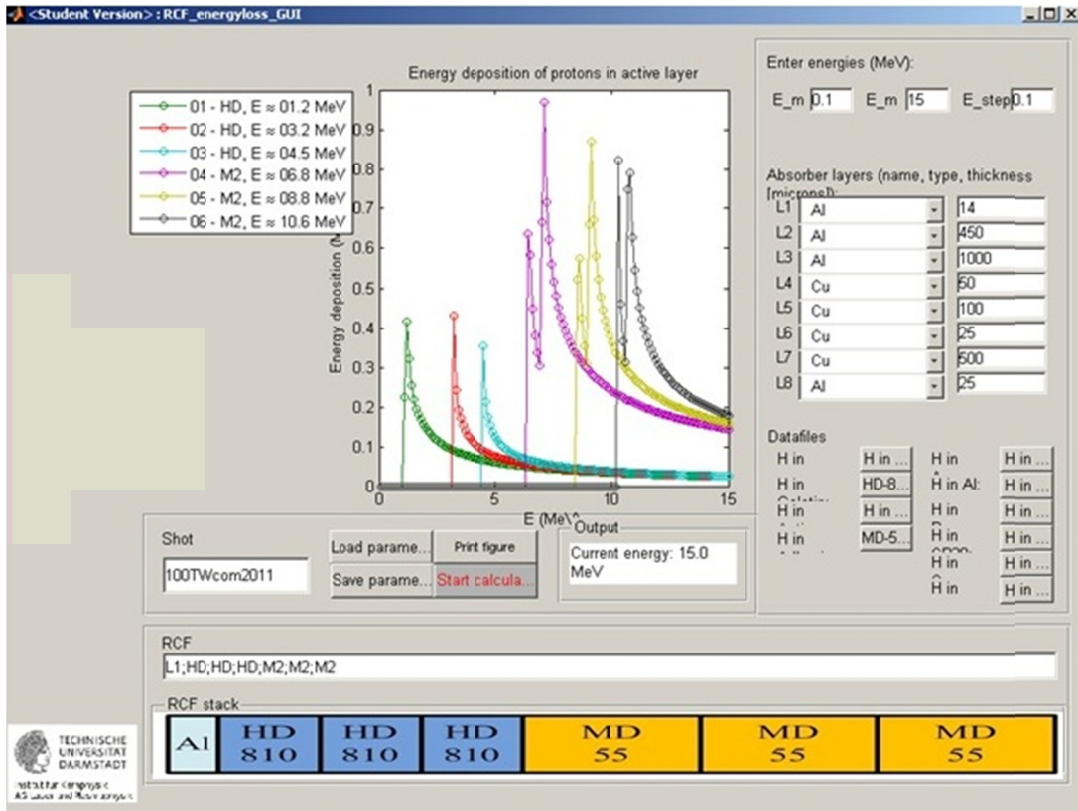 <Student Version> : RCF_energyloss_GUI
Energy deposition of protons in active layer
01 - HD, E ≈ 01.2 MeV
02 - HD, E ≈ 03.2 MeV
03 - HD, E ≈ 04.5 MeV
04 - M2, E ≈ 06.8 MeV
05 - M2, E ≈ 08.8 MeV
06 - M2, E ≈ 10.6 MeV
Energy deposition
1
0.9
0.8
0.7
0.6
0.5
0.4
0.3
0.2
0.1
0
0 5 10 15
E (MeV)
Enter energies (MeV):
E_m 0.1 E_m 15 E_step 0.1
Absorber layers (name, type, thickness
[microns]):
L1 Al 14
L2 Al 450
L3 Al 1000
L4 Cu 50
L5 Cu 100
L6 Cu 25
L7 Cu 500
L8 Al 25
Datafiles
H in H in ... H in H in ...
H in HD-8... H in Al: H in ...
H in H in ... H in H in ...
H in MD-5... H in H in ...
H in H in ...
H in H in ...
Shot
100TWcom2011
Load parame... Print figure
Save parame... Start calcula...
Output
Current energy: 15.0
MeV
RCF
L1;HD;HD;HD;M2;M2;M2
RCF stack
Al
HD
810
HD
810
HD
810
MD
55
MD
55
MD
55
TECHNISCHE
UNIVERSITÄT
DARMSTADT
Institut für Kernphysik